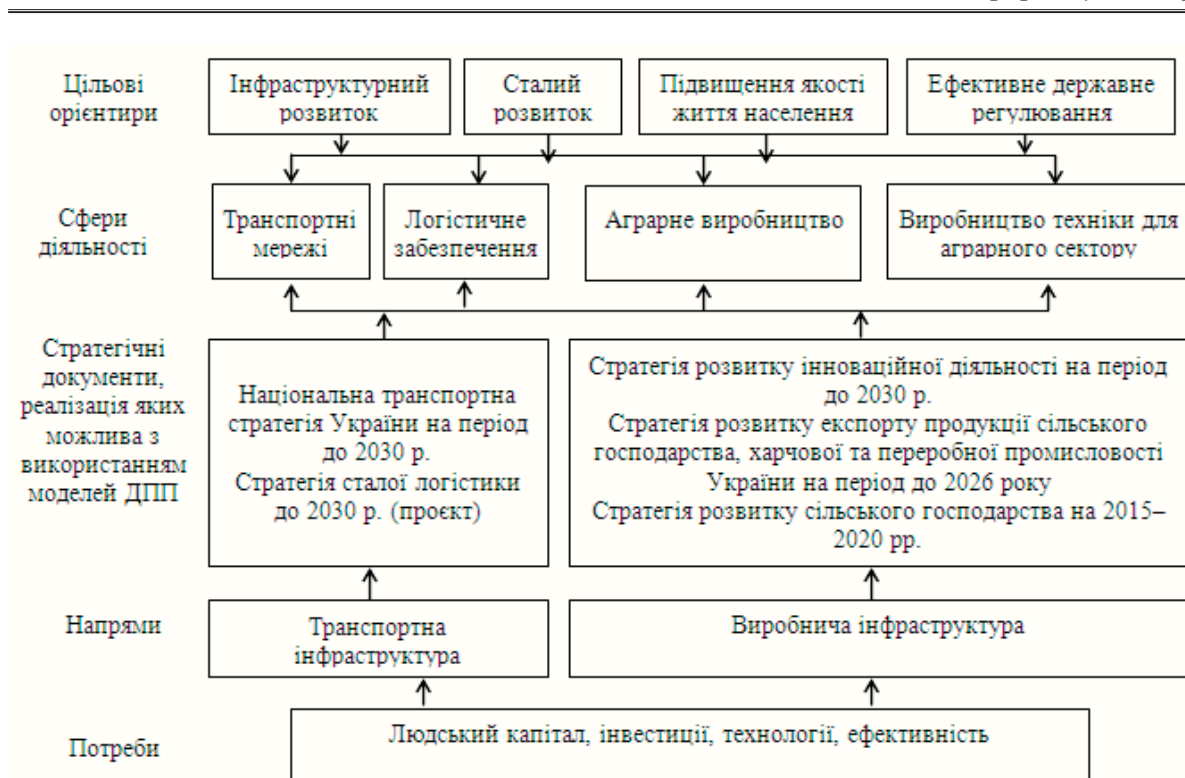 Цільові
орієнтири
Інфраструктурний
розвиток
Сталий
розвиток
Підвищення якості
життя населення
Ефективне державне
регулювання
Сфери
діяльності
Транспортні
мережі
Логістичне
забезпечення
Аграрне виробництво
Виробництво техніки для
аграрного сектору
Стратегічні
документи,
реалізація яких
можлива з
використанням
моделей ДПП
Національна транспортна
стратегія України на період
до 2030 р.
Стратегія сталої логістики
до 2030 р. (проєкт)
Стратегія розвитку інноваційної діяльності на період
до 2030 р.
Стратегія розвитку експорту продукції сільського
господарства, харчової та переробної промисловості
України на період до 2026 року
Стратегія розвитку сільського господарства на 2015–
2020 рр.
Напрями
Транспортна
інфраструктура
Виробнича інфраструктура
Потреби
Людський капітал, інвестиції, технології, ефективність